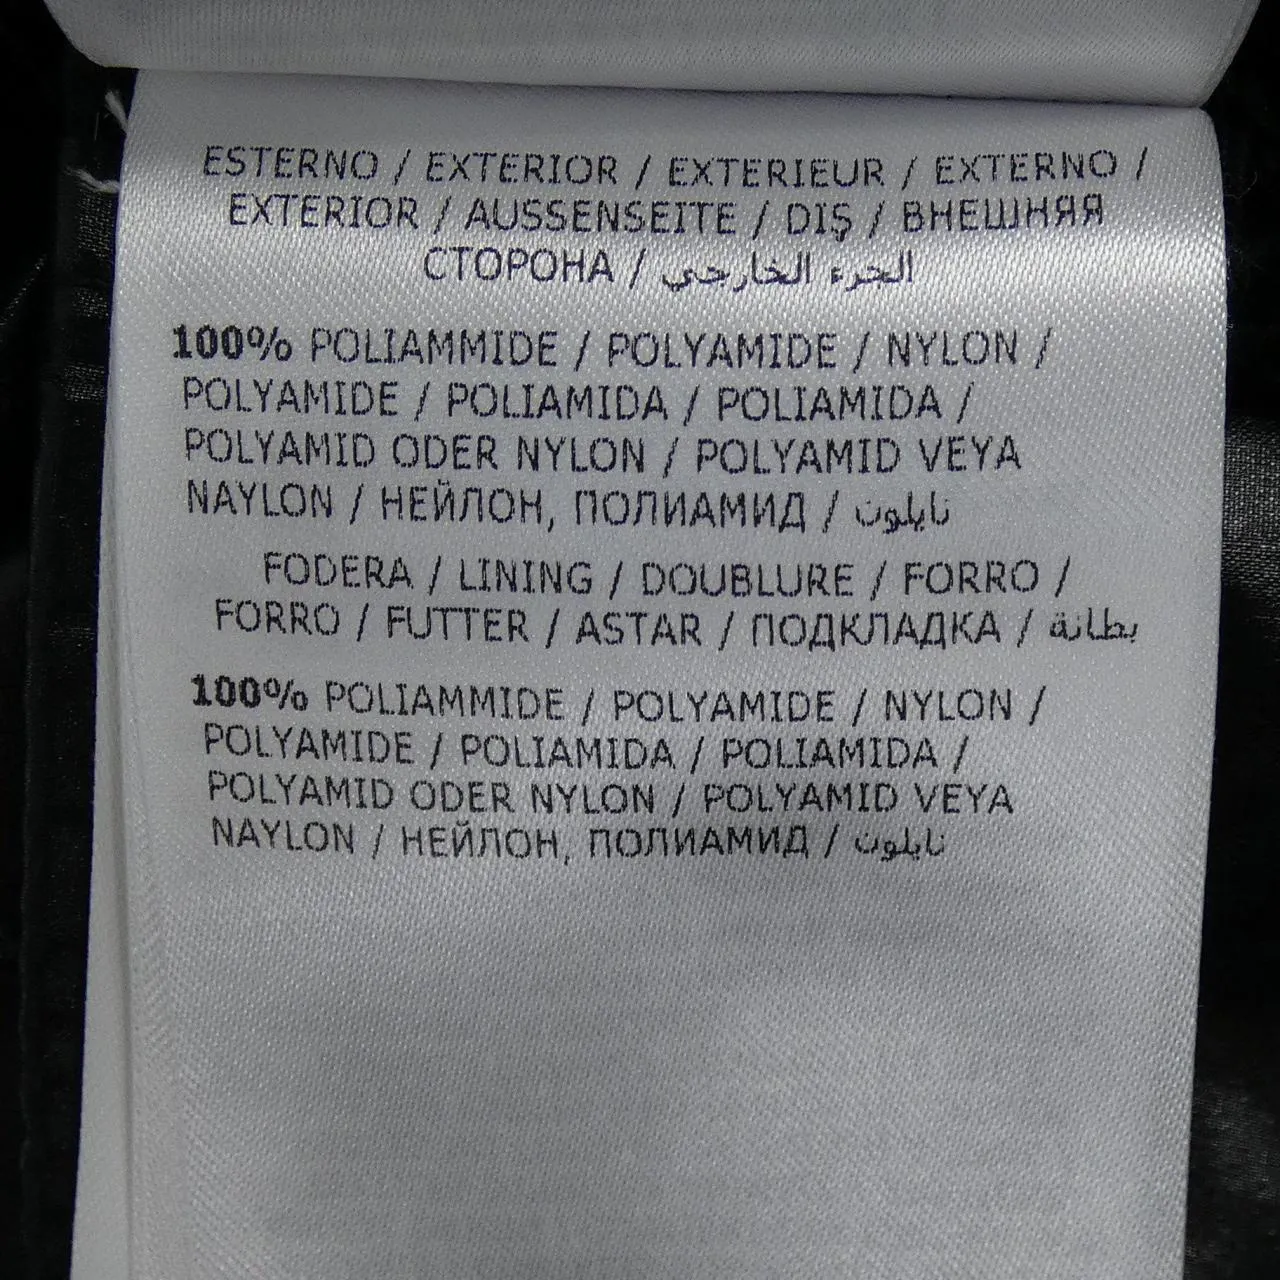 ESTERNO / EXTERIOR / EXTERIEUR / EXTERNO /
EXTERIOR / AUSSENSEITE / DIŞ / ВНЕШНЯЯ
СТОРОНА / الجزء الخارجي
100% POLIAMMIDE / POLYAMIDE / NYLON /
POLYAMIDE / POLIAMIDA / POLIAMIDA /
POLYAMID ODER NYLON / POLYAMID VEYA
NAYLON / НЕЙЛОН, ПОЛИАМИД / نايلون
FODERA / LINING / DOUBLURE / FORRO /
FORRO / FUTTER / ASTAR / ПОДКЛАДКА / بطانة
100% POLIAMMIDE / POLYAMIDE / NYLON /
POLYAMIDE / POLIAMIDA / POLIAMIDA /
POLYAMID ODER NYLON / POLYAMID VEYA
NAYLON / НЕЙЛОН, ПОЛИАМИД / نايلون